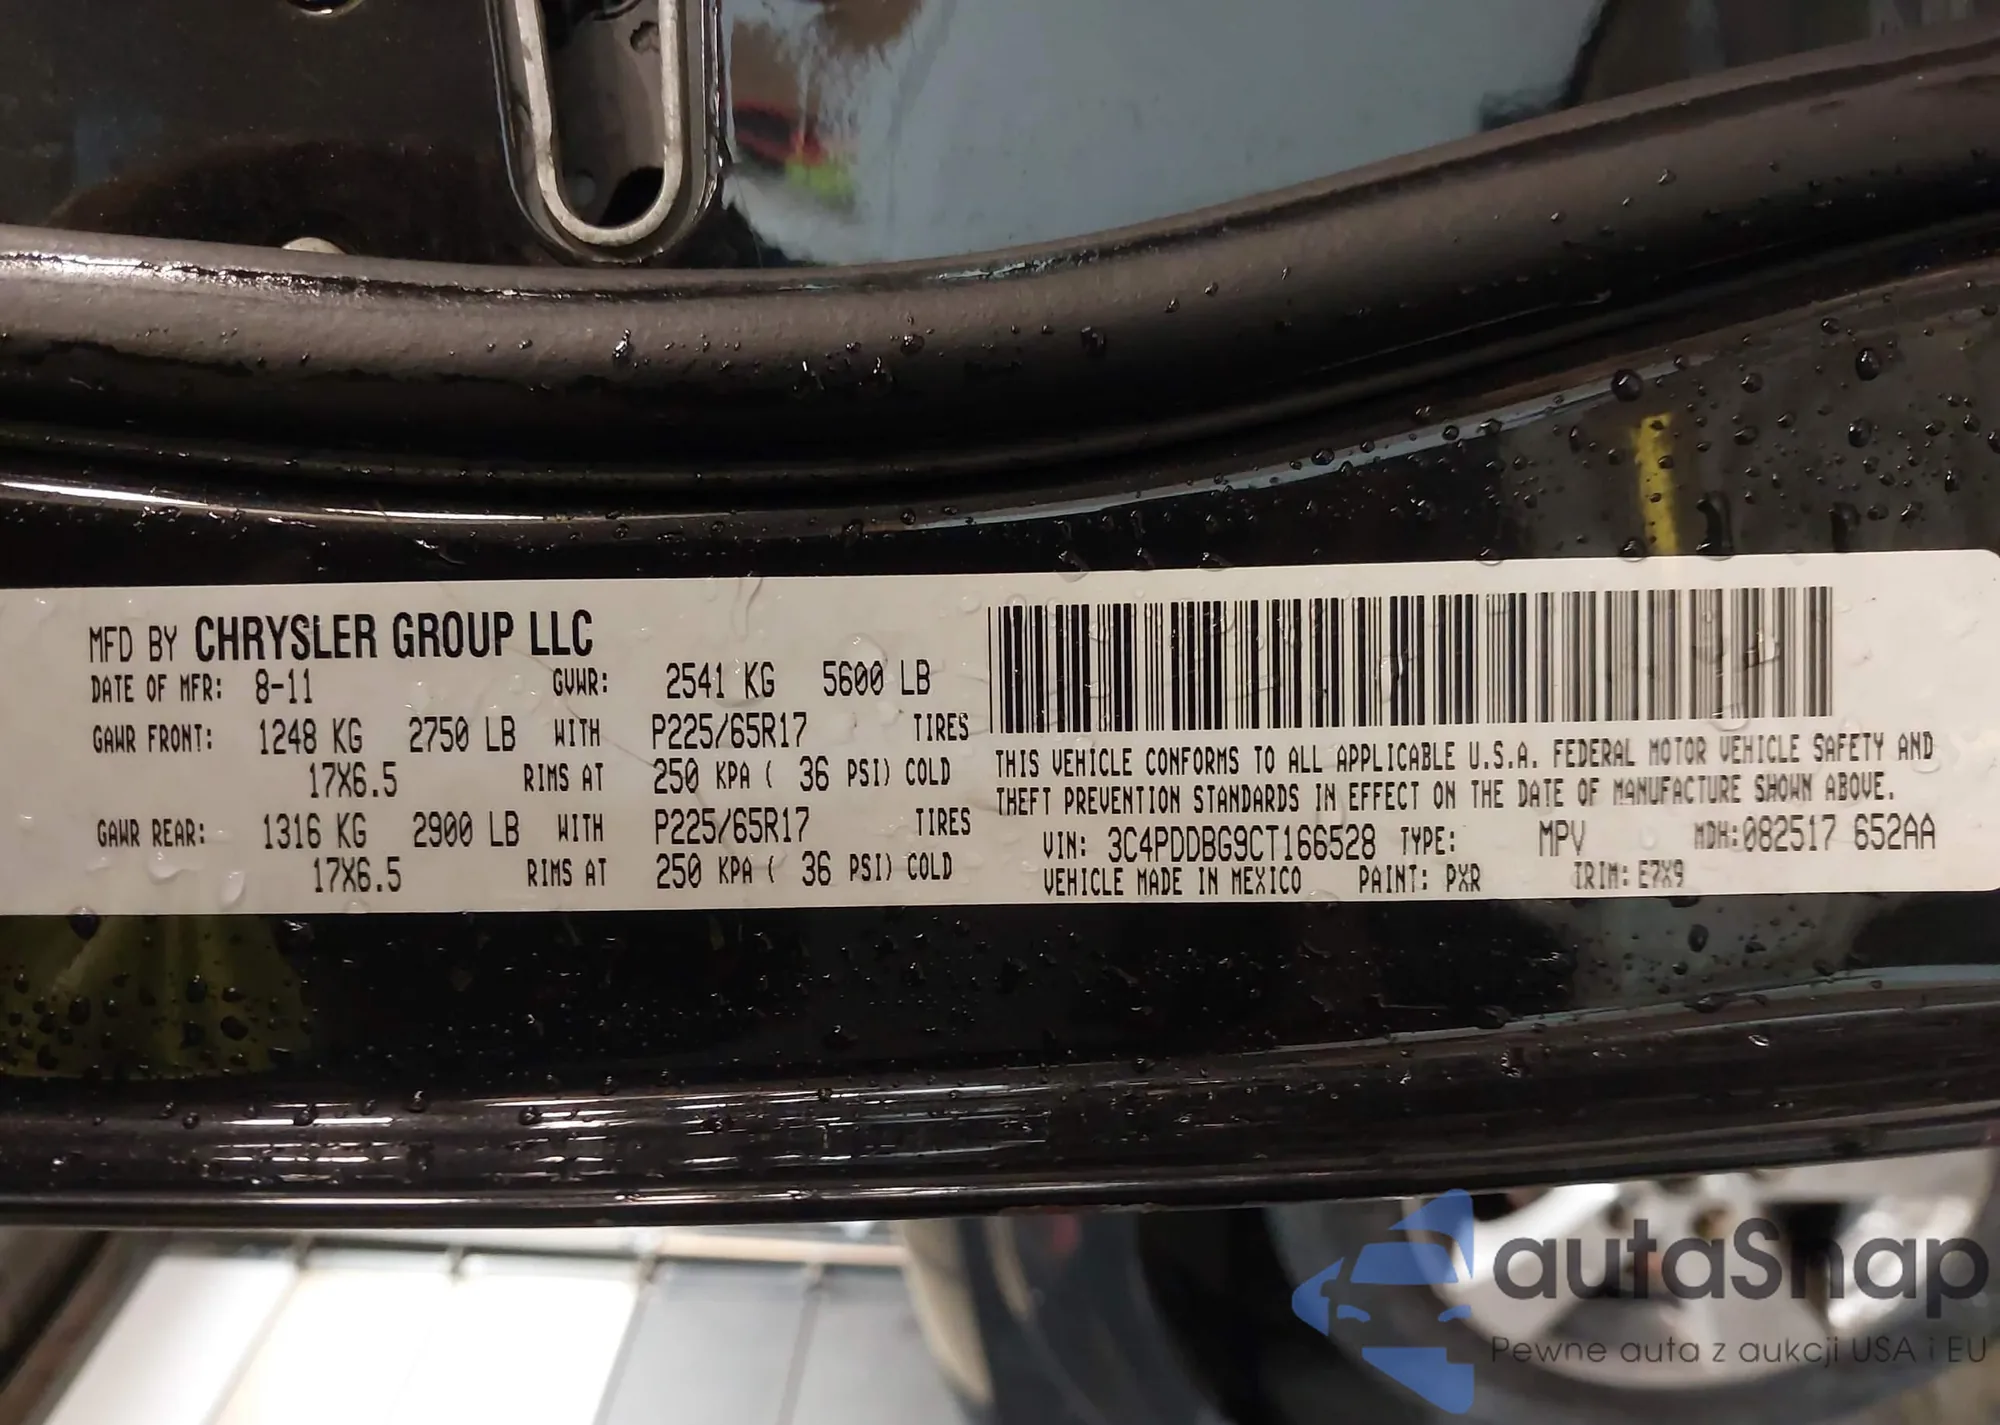 MFD BY CHRYSLER GROUP LLC
DATE OF MFR: 8-11 GVWR: 2541 KG 5600 LB
GAWR FRONT: 1248 KG 2750 LB WITH P225/65R17 TIRES
17X6.5 RIMS AT 250 KPA ( 36 PSI) COLD
GAWR REAR: 1316 KG 2900 LB WITH P225/65R17 TIRES
17X6.5 RIMS AT 250 KPA ( 36 PSI) COLD
THIS VEHICLE CONFORMS TO ALL APPLICABLE U.S.A. FEDERAL MOTOR VEHICLE SAFETY AND
THEFT PREVENTION STANDARDS IN EFFECT ON THE DATE OF MANUFACTURE SHOWN ABOVE.
VIN: 3C4PDDBG9CT166528 TYPE: MPV MDH:082517 652AA
VEHICLE MADE IN MEXICO PAINT: PXR TRIM: E7X9
autaSnap
Pewne auta z aukcji USA i EU